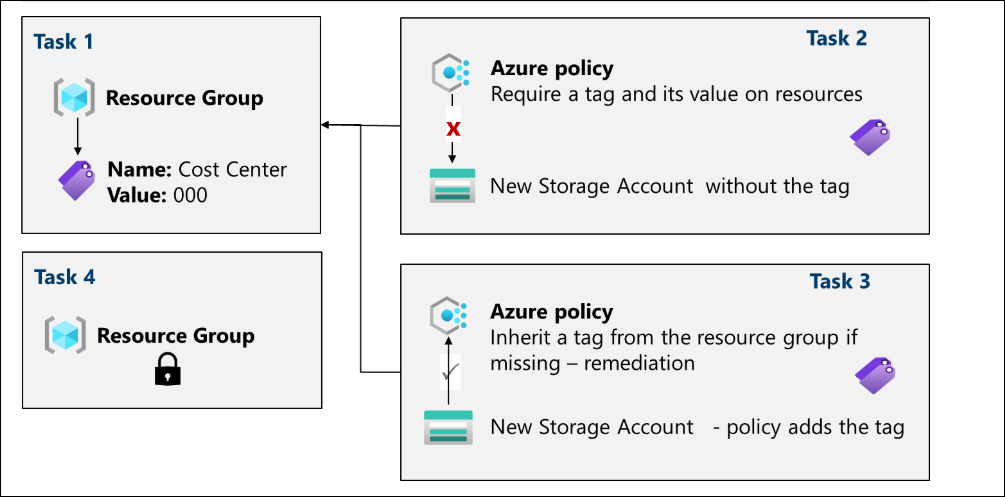 Task 1
Resource Group
Name: Cost Center
Value: 000
Task 2
Azure policy
Require a tag and its value on resources
X
New Storage Account without the tag
Task 4
Resource Group
Task 3
Azure policy
Inherit a tag from the resource group if
missing – remediation
New Storage Account - policy adds the tag